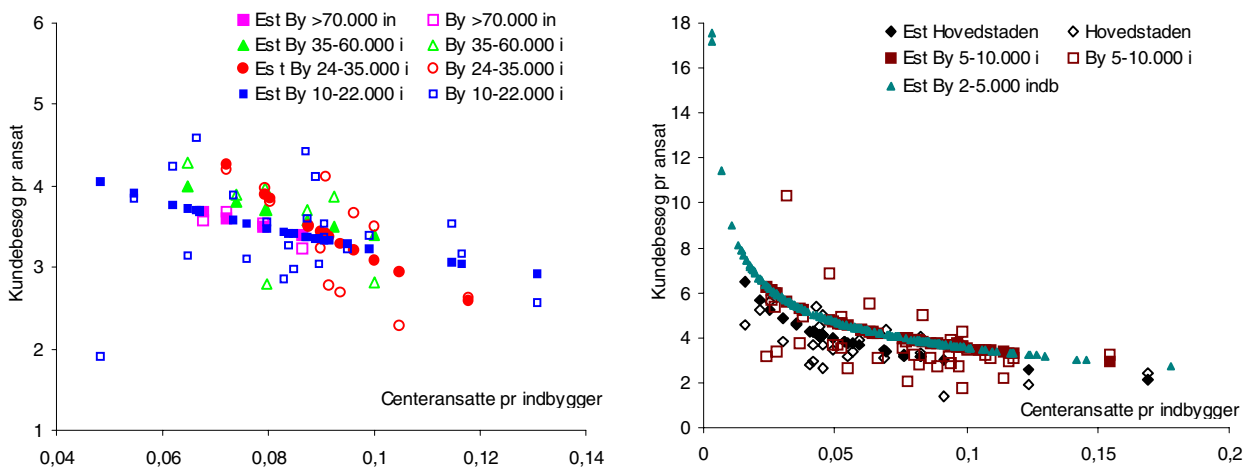 Est By >70.000 in
By >70.000 in
Est By 35-60.000 i
By 35-60.000 i
Es t By 24-35.000 i
By 24-35.000 i
Est By 10-22.000 i
By 10-22.000 i
Kundebesøg pr ansat
6
5
4
3
2
1
Centeransatte pr indbygger
0,04
0,06
0,08
0,1
0,12
0,14
Est Hovedstaden
Hovedstaden
Est By 5-10.000 i
By 5-10.000 i
Est By 2-5.000 indb
Kundebesøg pr ansat
18
16
14
12
10
8
6
4
2
0
Centeransatte pr indbygger
0
0,05
0,1
0,15
0,2